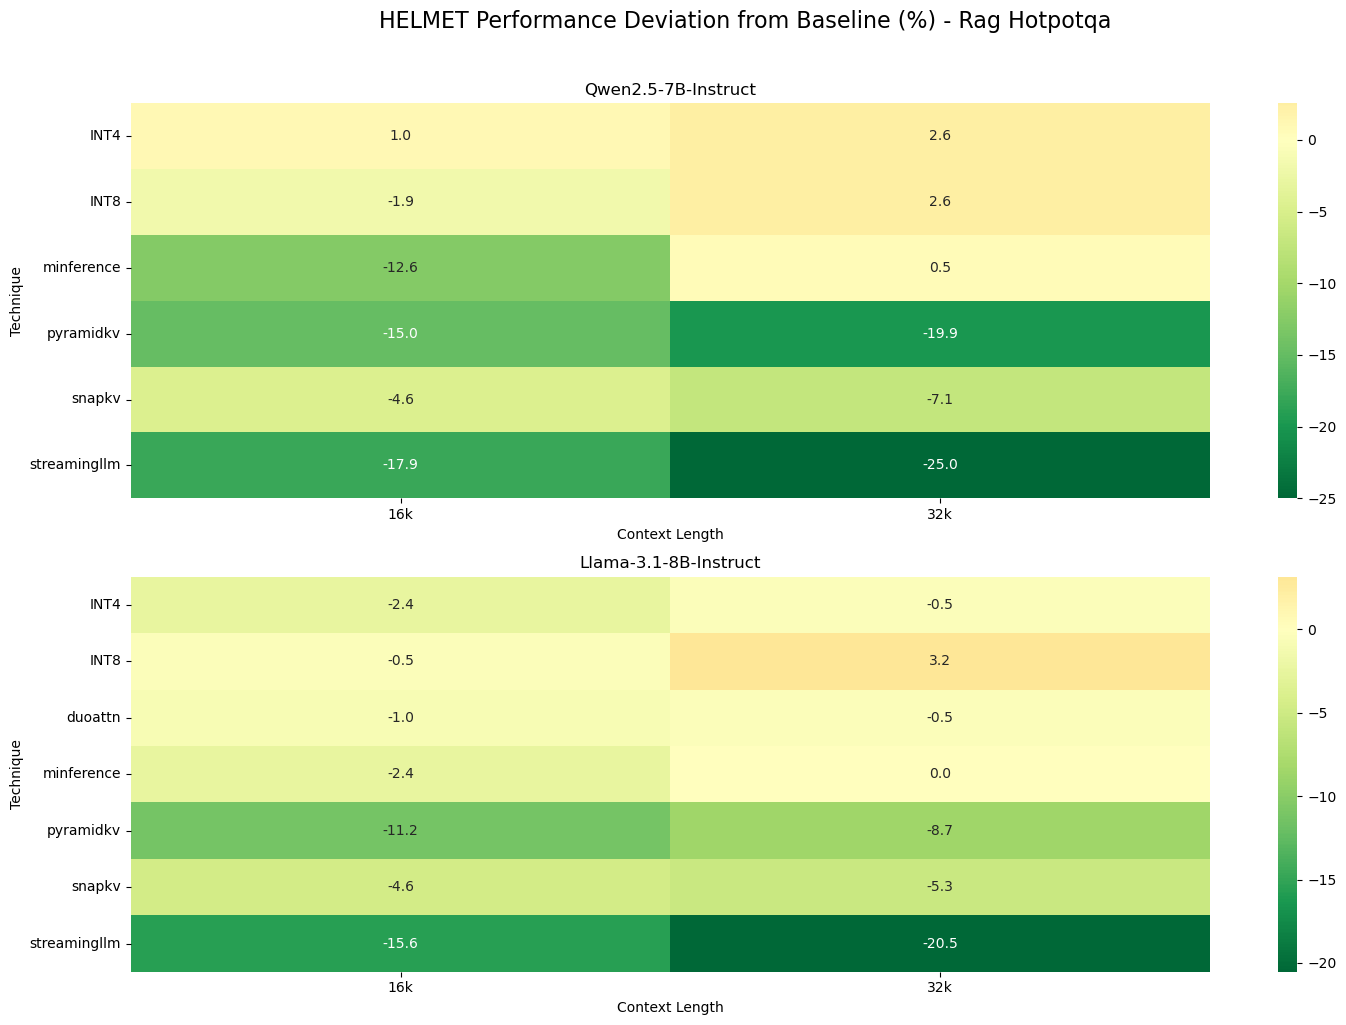 HELMET Performance Deviation from Baseline (%) - Rag Hotpotqa
Qwen2.5-7B-Instruct
Technique
INT4 1.0 2.6
INT8 -1.9 2.6
minference -12.6 0.5
pyramidkv -15.0 -19.9
snapkv -4.6 -7.1
streamingllm -17.9 -25.0
16k 32k
Context Length
0
−5
−10
−15
−20
−25
Llama-3.1-8B-Instruct
Technique
INT4 -2.4 -0.5
INT8 -0.5 3.2
duoattn -1.0 -0.5
minference -2.4 0.0
pyramidkv -11.2 -8.7
snapkv -4.6 -5.3
streamingllm -15.6 -20.5
16k 32k
Context Length
0
−5
−10
−15
−20